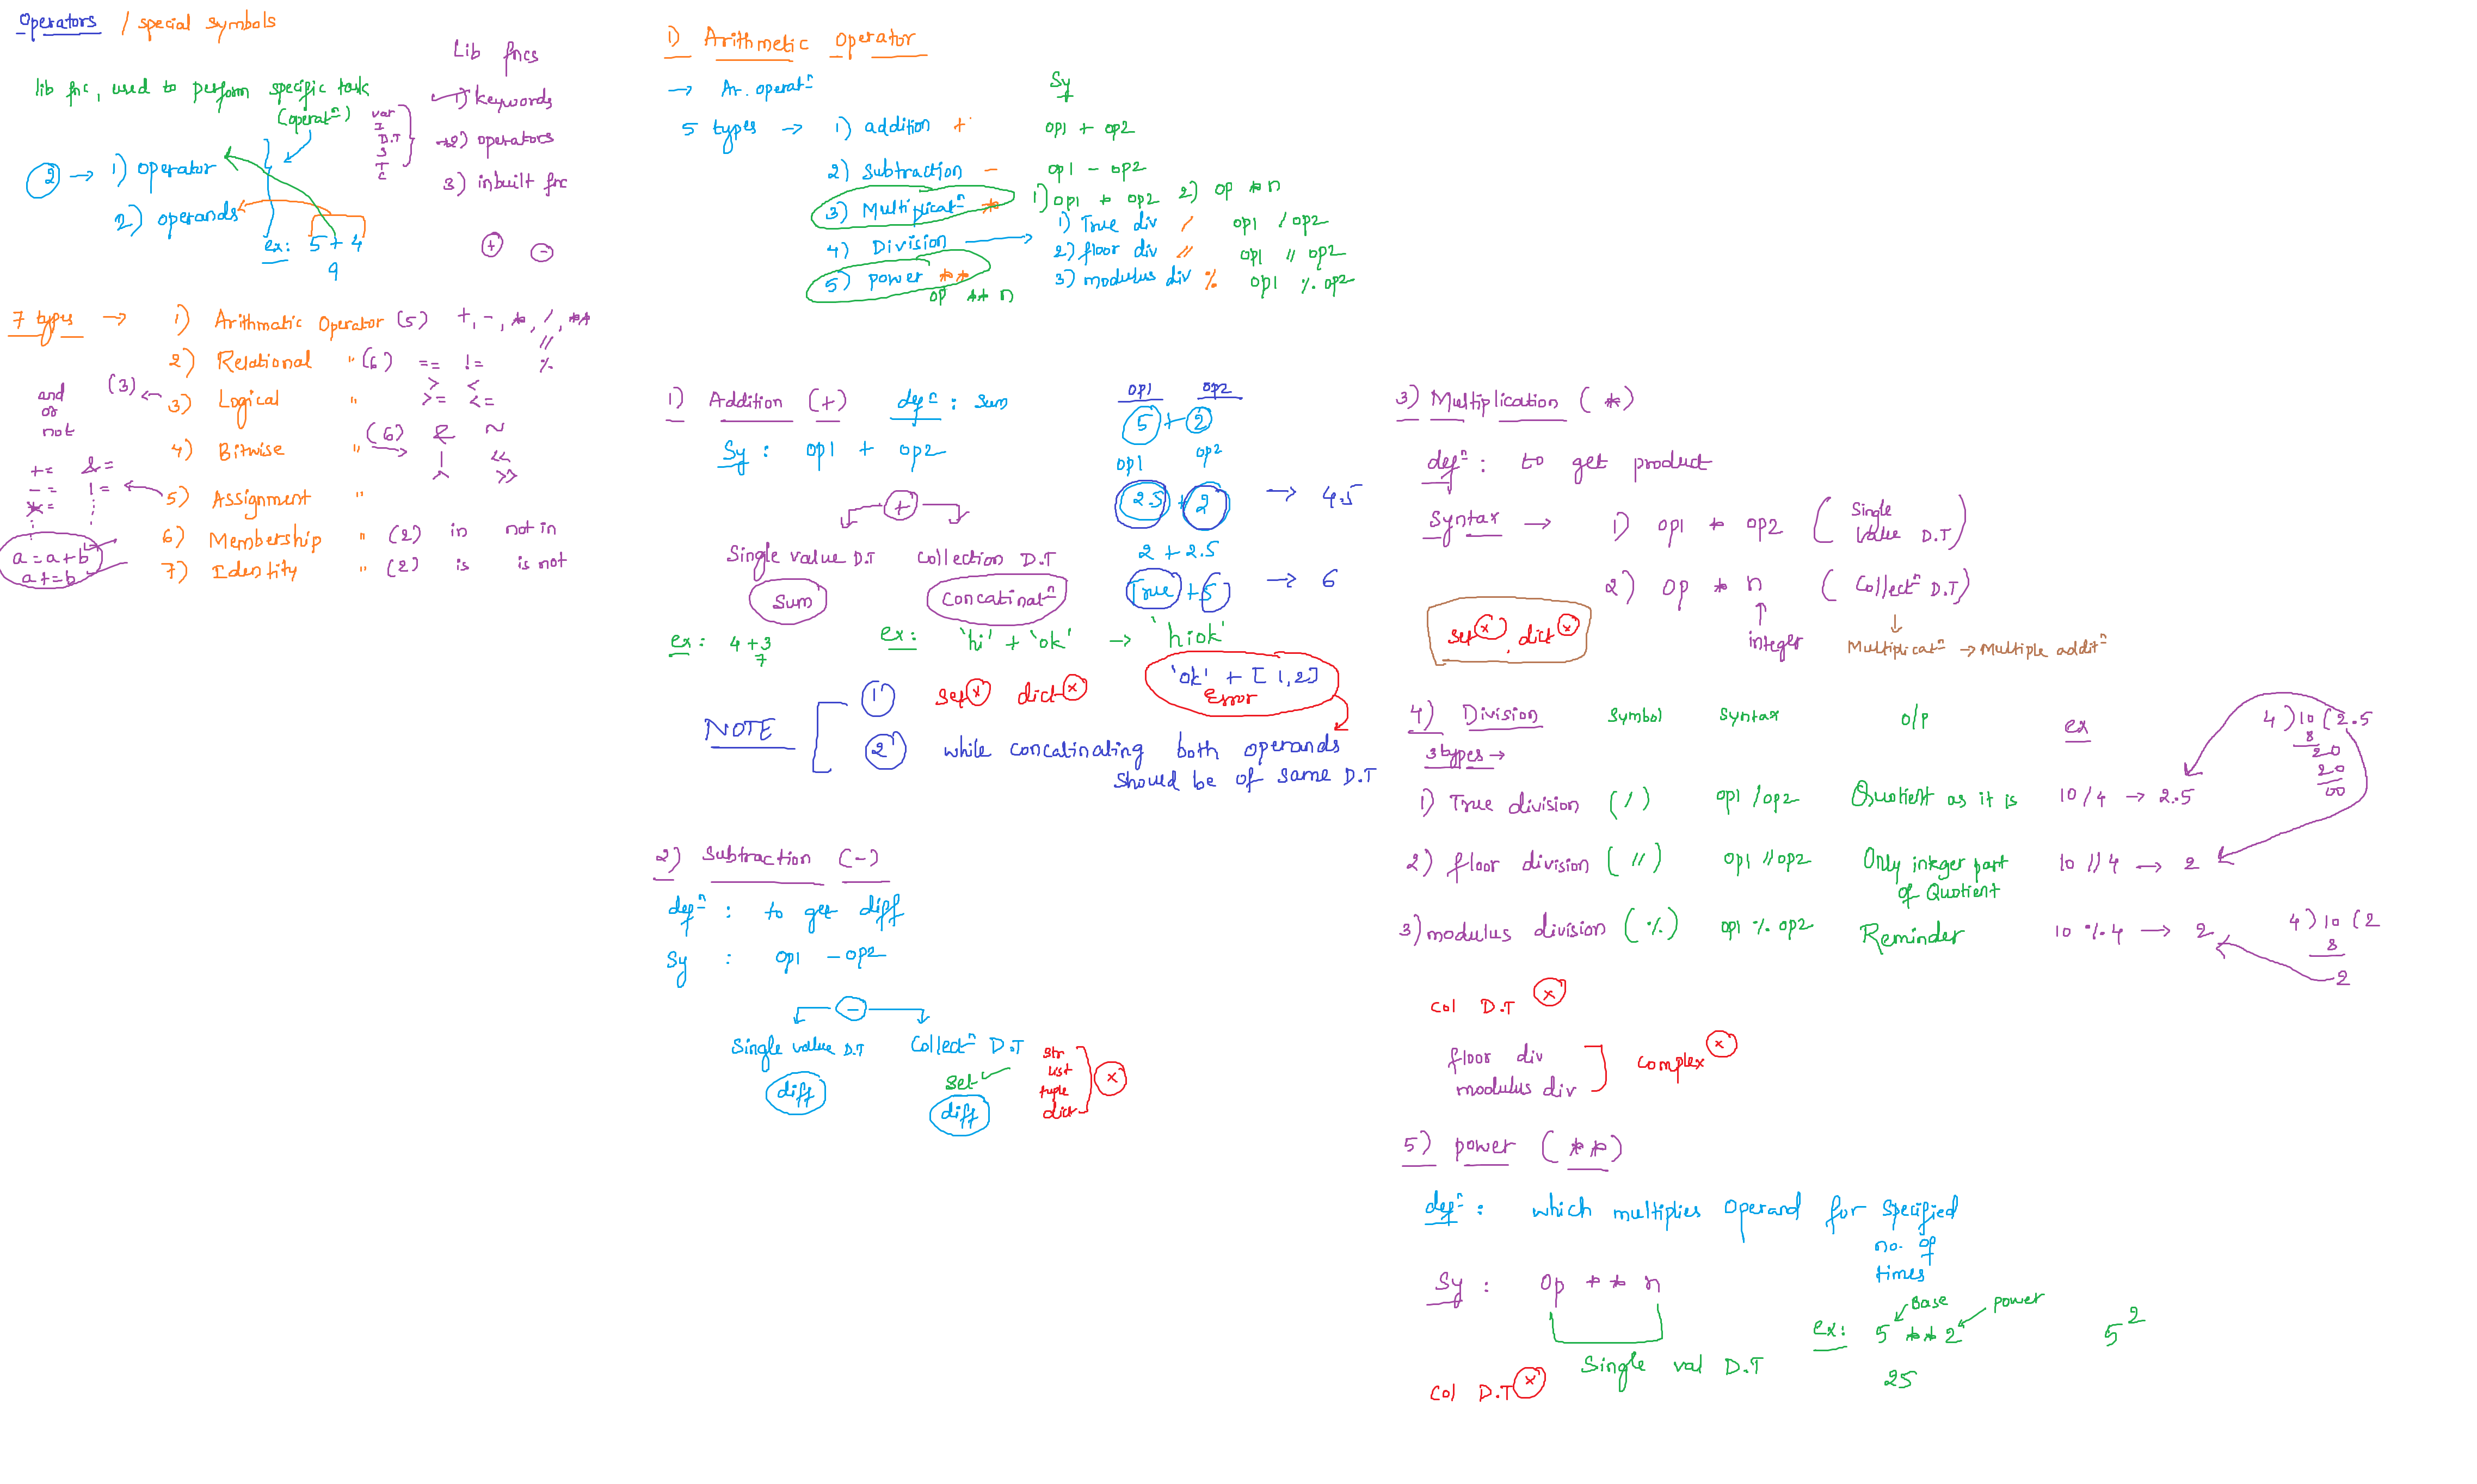 Operators / special symbols
lib fnc, used to perform specific task
(operatⁿ)
2 → 1) operator
2) operands
ex: 5 + 4
9
Lib fncs
1) keywords
2) operators
3) inbuilt fnc
var
I
D.T
S
T
C
+ -
7 types → 1) Arithmatic Operator (5) +, -, *, /, **
//
%
2) Relational " (6) == !=
> <
>= <=
3) Logical " (3)
and
or
not
4) Bitwise " (6) & ~
| <<
^ >>
5) Assignment "
+= &=
-= !=
*=
a = a + b
a += b
6) Membership " (2) in not in
7) Identity " (2) is is not
1) Arithmetic Operator
→ Ar. operatⁿ Sy
5 types → 1) addition + op1 + op2
2) Subtraction - op1 - op2
3) Multiplicatⁿ * 1) op1 * op2 2) op * n
4) Division → 1) True div / op1 / op2
2) floor div // op1 // op2
3) modulus div % op1 % op2
5) power **
op ** n
1) Addition (+) defⁿ : sum
Sy : op1 + op2
+
Single value D.T Collection D.T
Sum Concatinatⁿ
ex: 4+3
7
ex: 'hi' + 'ok' → 'hiok'
op1 op2
5 + 2
op1 op2
2.5 + 2 → 4.5
2 + 2.5
True + 5 → 6
'ok' + [1,2]
Error
NOTE
1 set x dict x
2 while concatinating both operands
should be of same D.T
2) Subtraction (-)
defⁿ : to get diff
Sy : op1 - op2
-
Single value D.T Collectⁿ D.T
diff
set ✓
diff
str
list
tuple
dict
x
3) Multiplication (*)
defⁿ : to get product
Syntax → 1) op1 * op2 (Single
Value D.T)
2) op * n (Collectⁿ D.T)
↑
integer
↓
Multiplicatⁿ → Multiple additⁿ
set x, dict x
4) Division Symbol Syntax o/p ex
3types →
1) True division (/) op1 / op2 Quotient as it is 10 / 4 → 2.5
2) floor division (//) op1 // op2 Only integer part
of Quotient
10 // 4 → 2
3) modulus division (%) op1 % op2 Reminder 10 % 4 → 2
4 ) 10 ( 2.5
8
20
20
00
4 ) 10 ( 2
8
2
Col D.T x
floor div
modulus div
complex x
5) power (**)
defⁿ : which multiplies Operand for Specified
no. of
times
Sy : Op ** n
Single val D.T
Base power
ex: 5 ** 2
25
5²
Col D.T x